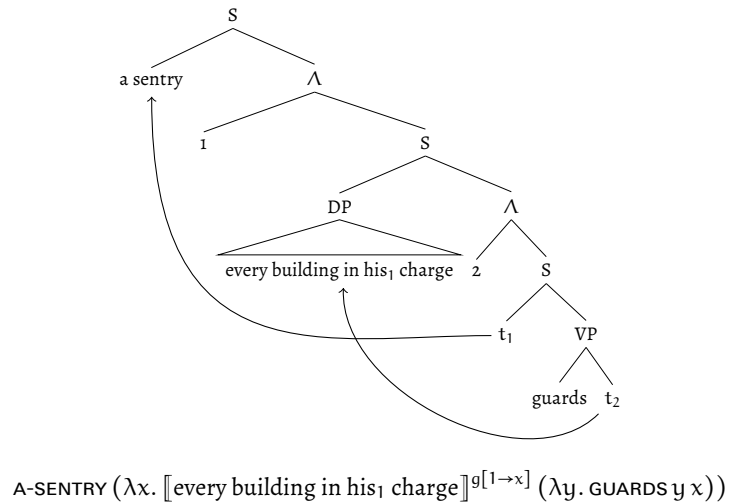 S
a sentry Λ
1 S
DP Λ
every building in his₁ charge 2 S
t₁ VP
guards t₂
A-SENTRY (λx. ⟦every building in his₁ charge⟧^g[1→x] (λy. GUARDS y x))